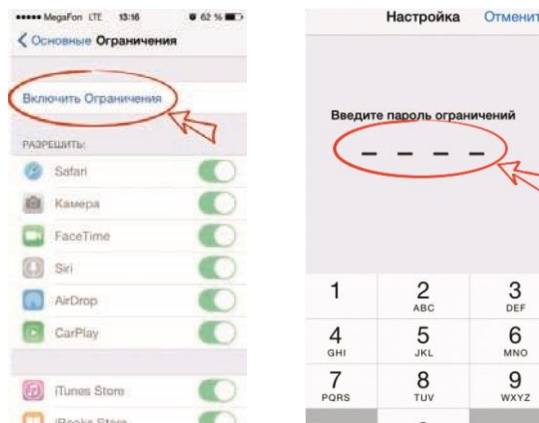 MegaFon LTE 13:16 62 %
Основные Ограничения
Включить Ограничения
РАЗРЕШИТЬ:
Safari
Камера
FaceTime
Siri
AirDrop
CarPlay
iTunes Store
iBooks Store
Настройка Отменит
Введите пароль ограничений
1 2 3
ABC DEF
4 5 6
GHI JKL MNO
7 8 9
PQRS TUV WXYZ